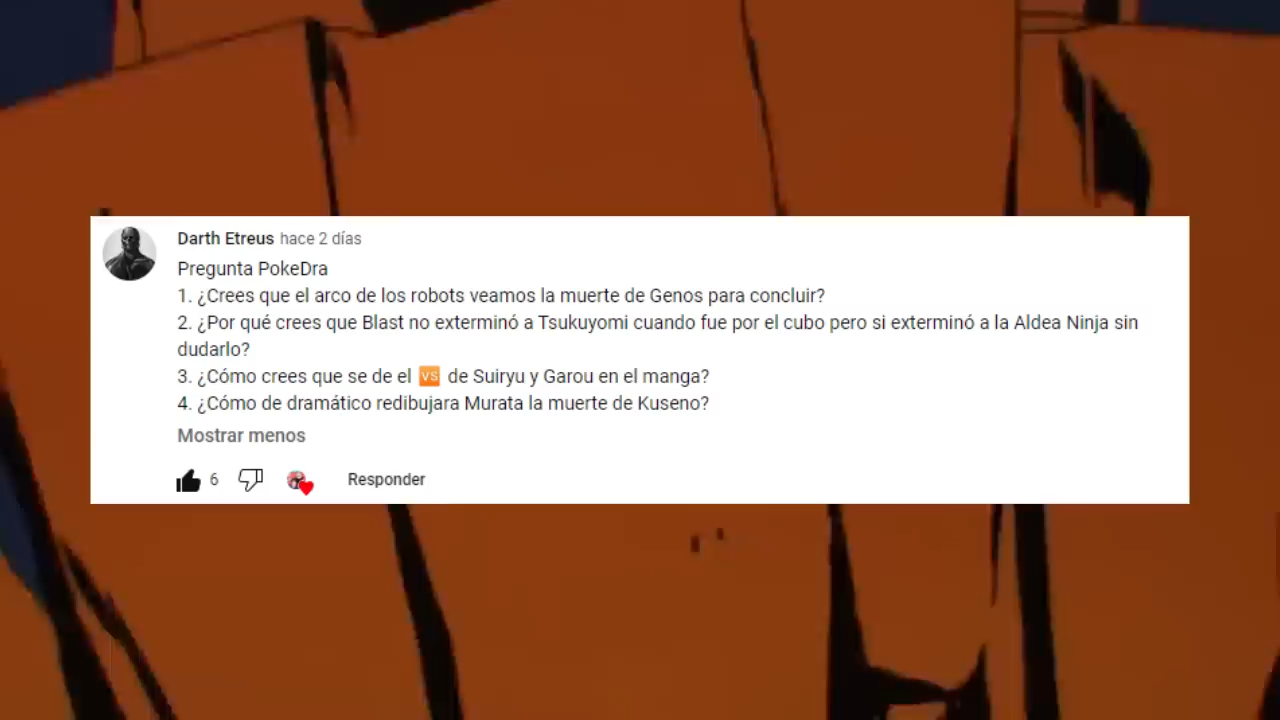 Darth Etreus hace 2 días
Pregunta PokeDra
1. ¿Crees que el arco de los robots veamos la muerte de Genos para concluir?
2. ¿Por qué crees que Blast no exterminó a Tsukuyomi cuando fue por el cubo pero si exterminó a la Aldea Ninja sin
dudarlo?
3. ¿Cómo crees que se de el 🆚 de Suiryu y Garou en el manga?
4. ¿Cómo de dramático redibujara Murata la muerte de Kuseno?
Mostrar menos
6 Responder